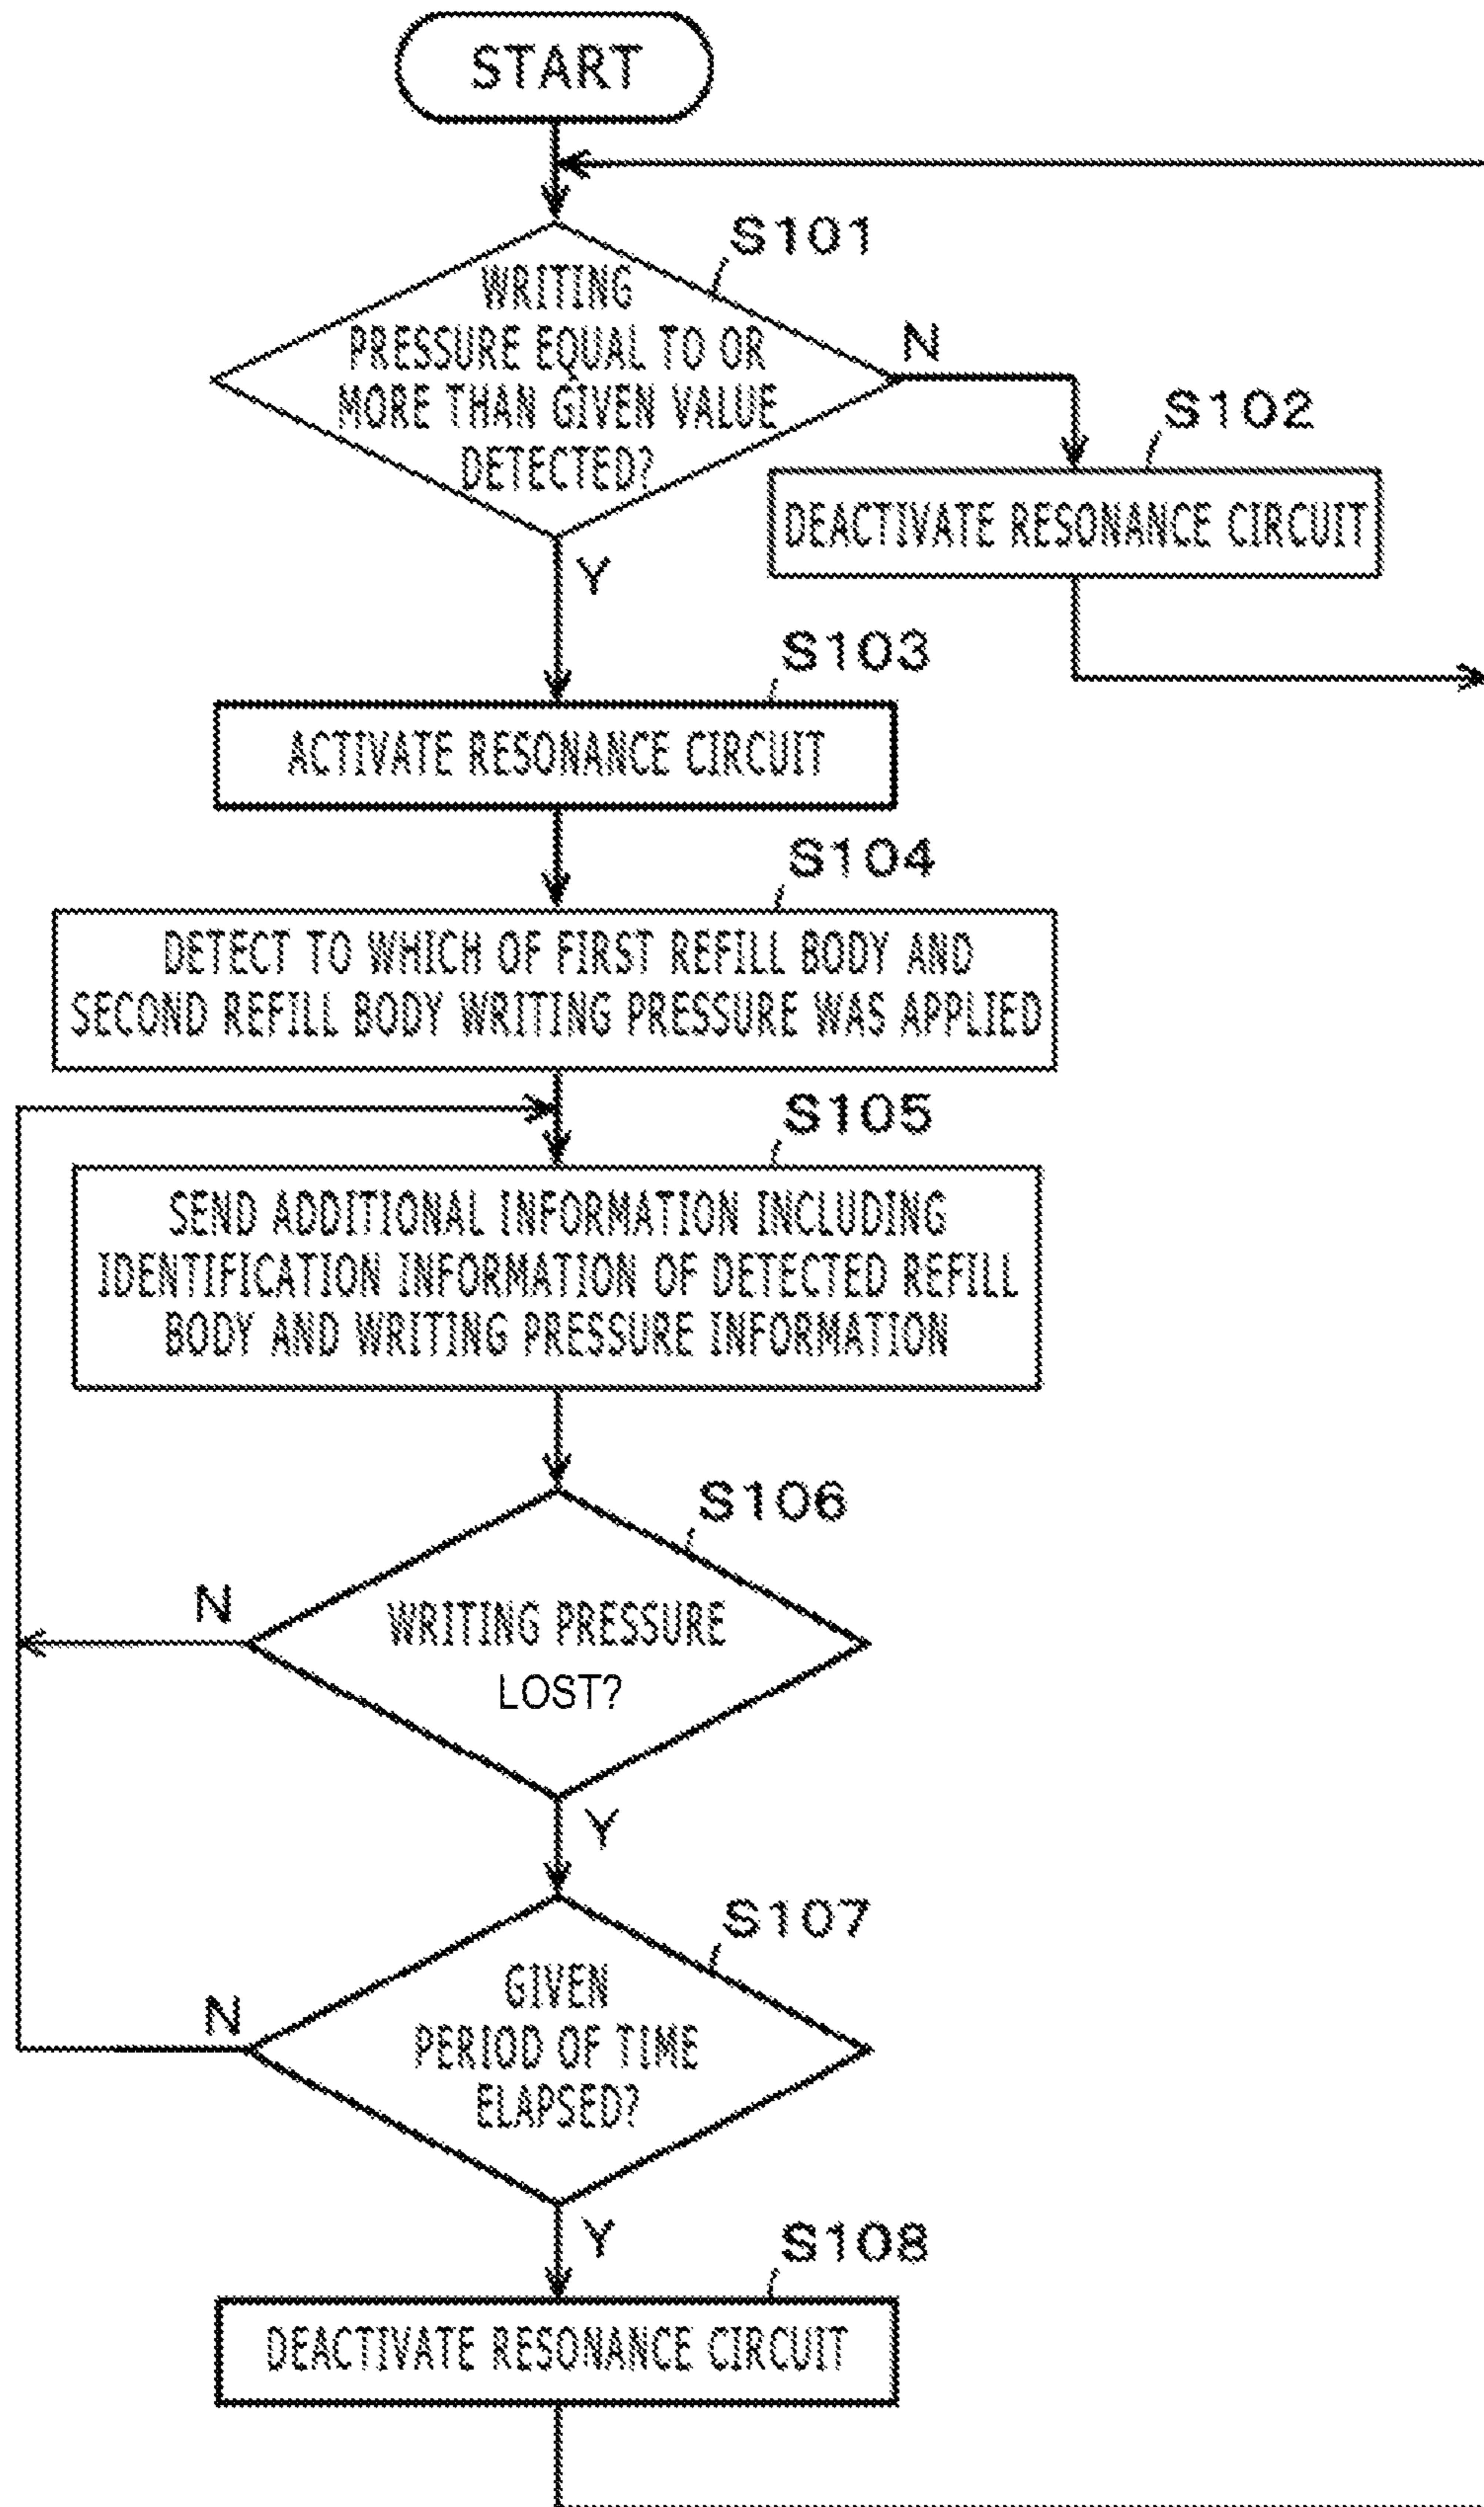 START
S101
WRITING
PRESSURE EQUAL TO OR
MORE THAN GIVEN VALUE
DETECTED?
N
S102
DEACTIVATE RESONANCE CIRCUIT
Y
S103
ACTIVATE RESONANCE CIRCUIT
S104
DETECT TO WHICH OF FIRST REFILL BODY AND
SECOND REFILL BODY WRITING PRESSURE WAS APPLIED
S105
SEND ADDITIONAL INFORMATION INCLUDING
IDENTIFICATION INFORMATION OF DETECTED REFILL
BODY AND WRITING PRESSURE INFORMATION
S106
N
WRITING PRESSURE
LOST?
Y
S107
N
GIVEN
PERIOD OF TIME
ELAPSED?
Y
S108
DEACTIVATE RESONANCE CIRCUIT